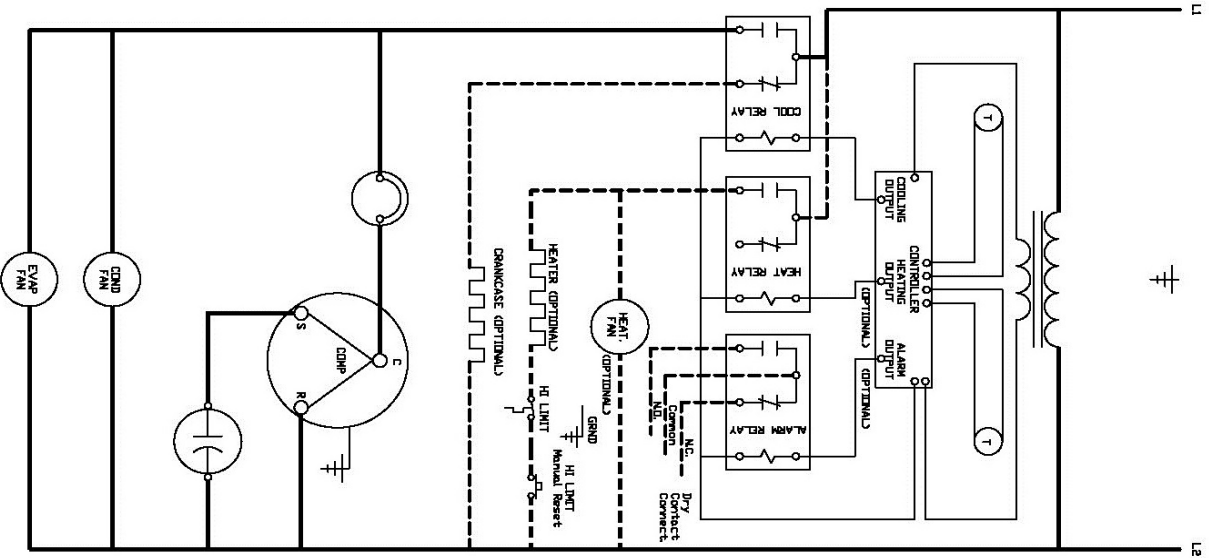 L1
COOL RELAY
T
COOLING
OUTPUT
CONTROLLER
HEATING
OUTPUT
(OPTIONAL)
HEAT RELAY
CRANKCASE (OPTIONAL)
HEATER (OPTIONAL)
HEAT.
FAN
(OPTIONAL)
EVAP
FAN
COND
FAN
S
COMP
C
R
ALARM
OUTPUT
(OPTIONAL)
ALARM RELAY
N.O.
Common
N.C.
Dry
Contact
Connect
HI LIMIT
GRND
HI LIMIT
Manual Reset
T
L2